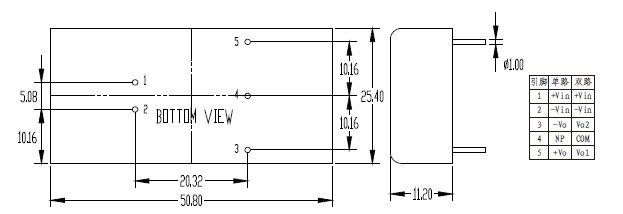 5
1
10.16
ø1.00
5.08
4
25.40
2
BOTTOM VIEW
10.16
10.16
3
20.32
11.20
50.80
引脚 单路 双路
1 +Vin +Vin
2 -Vin -Vin
3 -Vo Vo2
4 NP COM
5 +Vo Vo1